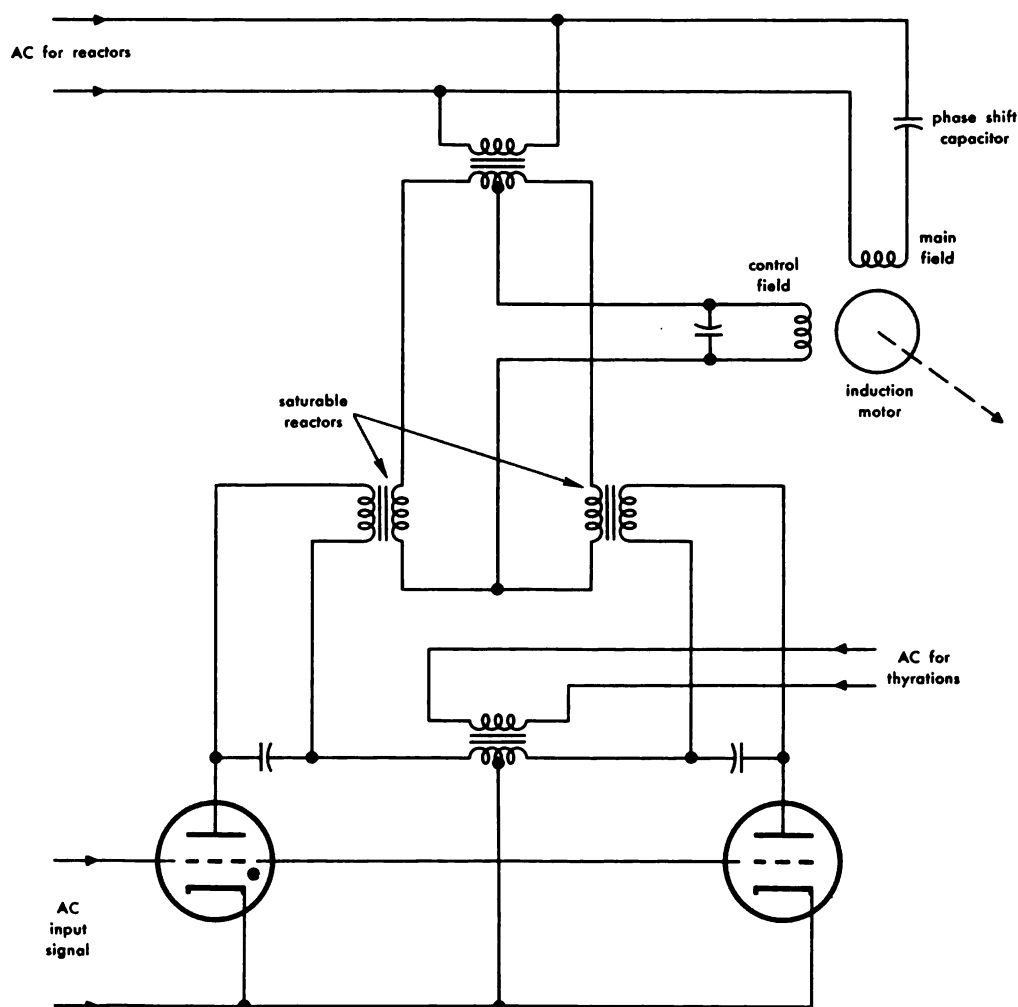 AC for reactors
phase shift
capacitor
main
field
control
field
induction
motor
saturable
reactors
AC for
thyrations
AC
input
signal